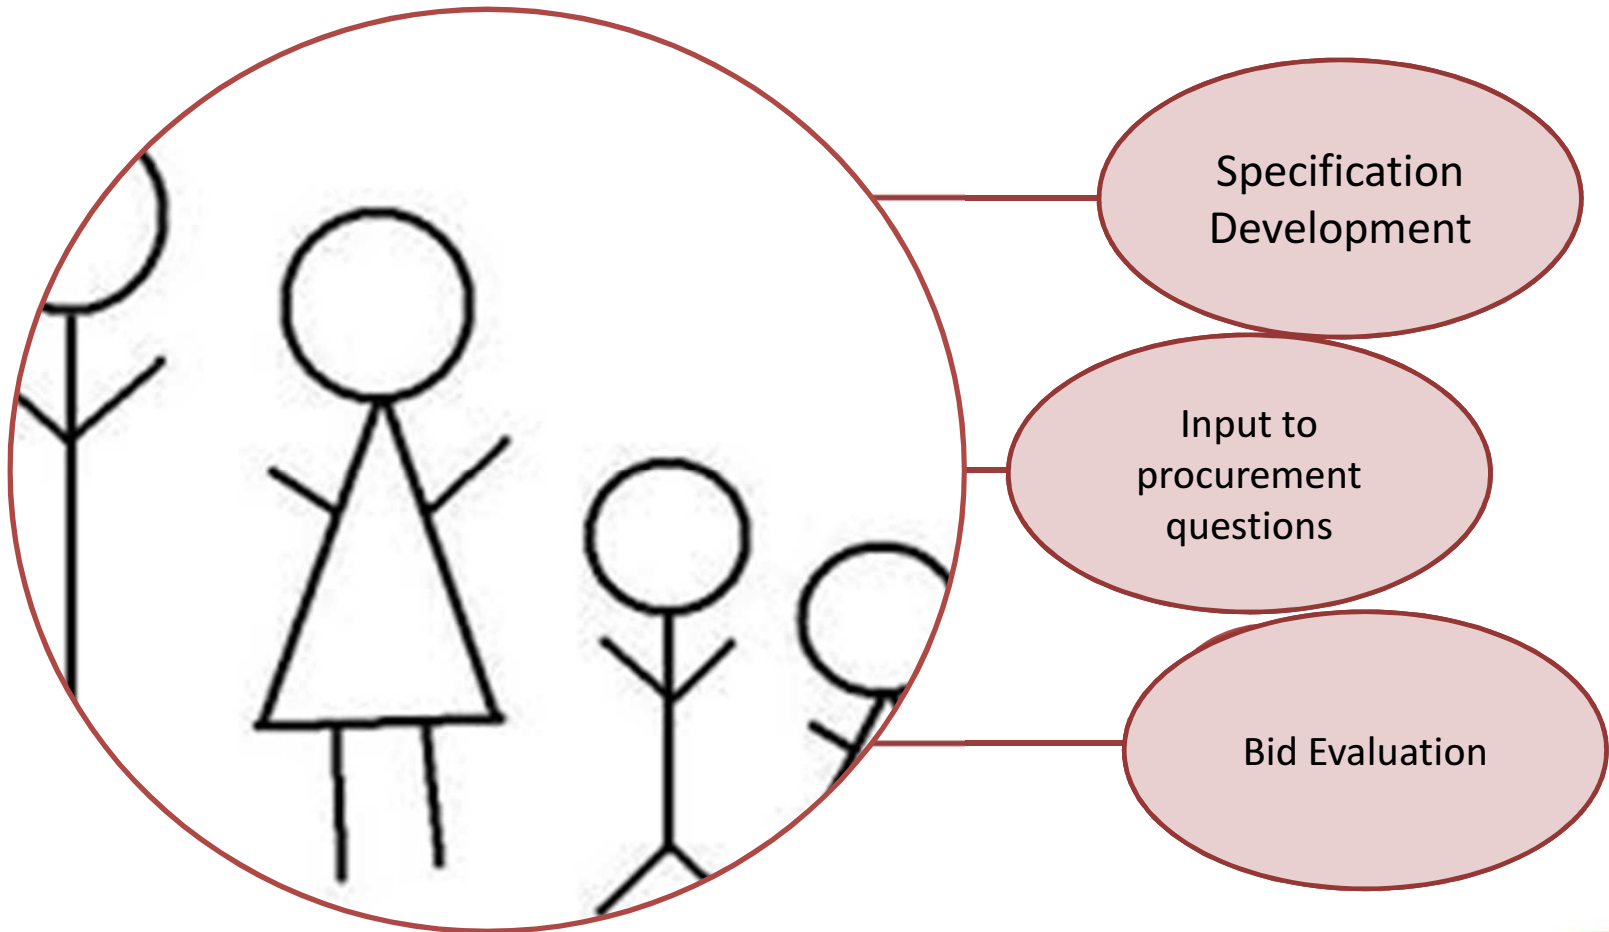 Specification
Development
Input to
procurement
questions
Bid Evaluation